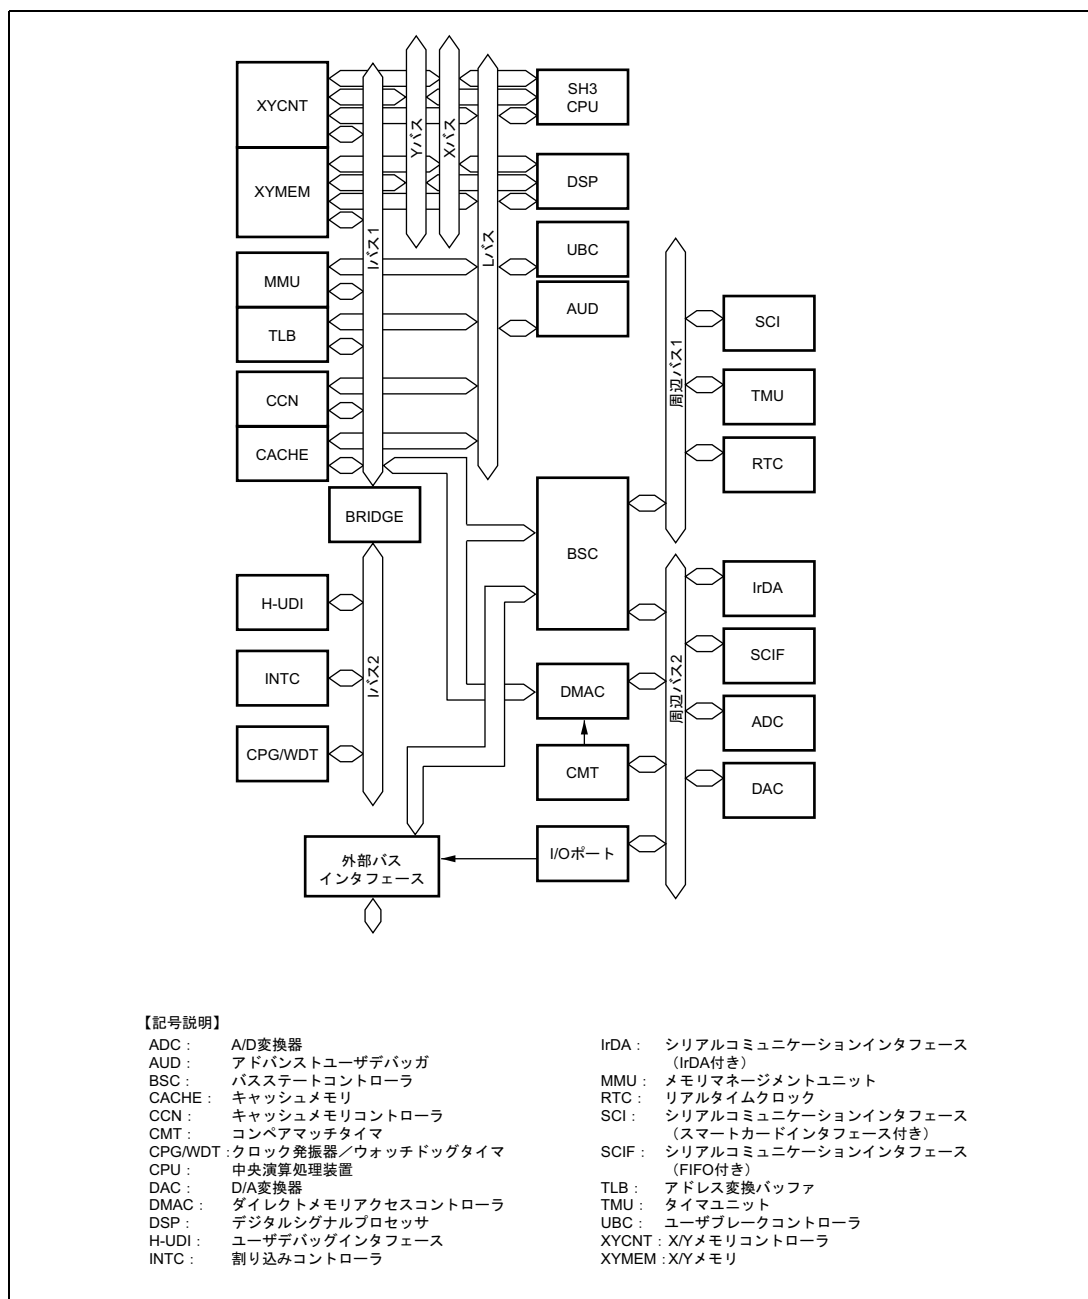 XYCNT
XYMEM
MMU
TLB
CCN
CACHE
BRIDGE
H-UDI
INTC
CPG/WDT
外部バス
インタフェース
Iバス1
Iバス2
Yバス
Xバス
Lバス
SH3
CPU
DSP
UBC
AUD
BSC
DMAC
CMT
I/Oポート
周辺バス1
周辺バス2
SCI
TMU
RTC
IrDA
SCIF
ADC
DAC
【記号説明】
ADC : A/D変換器
AUD : アドバンストユーザデバッガ
BSC : バスステートコントローラ
CACHE : キャッシュメモリ
CCN : キャッシュメモリコントローラ
CMT : コンペアマッチタイマ
CPG/WDT : クロック発振器/ウォッチドッグタイマ
CPU : 中央演算処理装置
DAC : D/A変換器
DMAC : ダイレクトメモリアクセスコントローラ
DSP : デジタルシグナルプロセッサ
H-UDI : ユーザデバッグインタフェース
INTC : 割り込みコントローラ
IrDA : シリアルコミュニケーションインタフェース
(IrDA付き)
MMU : メモリマネージメントユニット
RTC : リアルタイムクロック
SCI : シリアルコミュニケーションインタフェース
(スマートカードインタフェース付き)
SCIF : シリアルコミュニケーションインタフェース
(FIFO付き)
TLB : アドレス変換バッファ
TMU : タイマユニット
UBC : ユーザブレークコントローラ
XYCNT : X/Yメモリコントローラ
XYMEM : X/Yメモリ